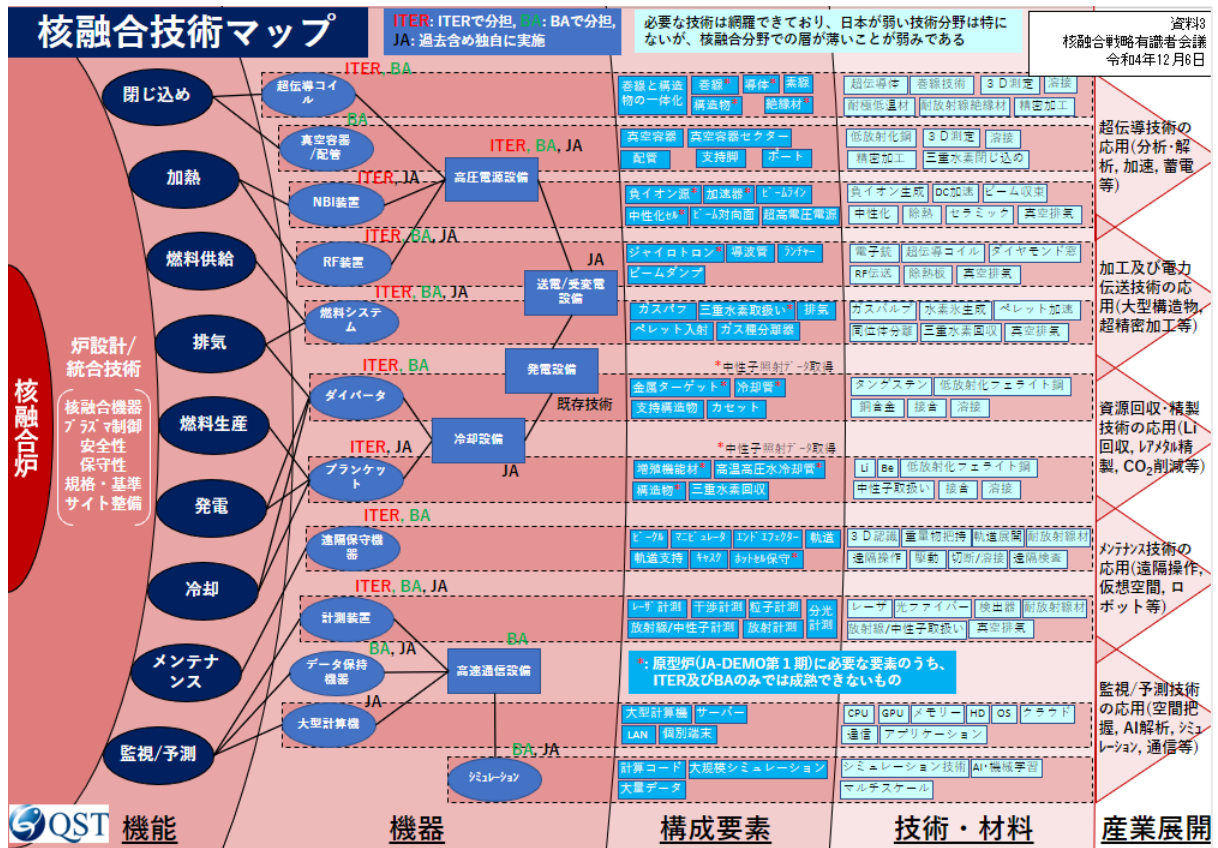 核融合技術マップ
ITER: ITERで分担, BA: BAで分担,
JA: 過去含め独自に実施
必要な技術は網羅できており、日本が弱い技術分野は特に
ないが、核融合分野での層が薄いことが弱みである
資料3
核融合戦略有識者会議
令和4年12月6日
核融合炉
炉設計/
統合技術
核融合機器
プラズマ制御
安全性
保守性
規格・基準
サイト整備
閉じ込め
加熱
燃料供給
排気
燃料生産
発電
冷却
メンテナ
ンス
監視/予測
ITER, BA
超伝導コイ
ル
BA
真空容器
/配管
ITER, JA
NBI装置
ITER, BA, JA
RF装置
ITER, BA, JA
燃料システ
ム
ITER, BA
ダイバータ
ITER, JA
ブランケッ
ト
ITER, BA
遠隔保守機
器
ITER, BA, JA
計測装置
BA, JA
データ保持
機器
JA
大型計算機
BA, JA
シミュレーション
ITER, BA, JA
高圧電源設備
JA
送電/受変電
設備
発電設備
既存技術
冷却設備
JA
BA
高速通信設備
巻線と構造
物の一体化
巻線*
導体*
素線
構造物*
絶縁材*
超伝導体
巻線技術
3D測定
溶接
耐極低温材
耐放射線絶縁材
精密加工
真空容器
真空容器セクター
配管
支持脚
ポート
低放射化鋼
3D測定
溶接
精密加工
三重水素閉じ込め
負イオン源*
加速器*
ビームライン
中性化セル*
ビーム対向面
超高電圧電源
負イオン生成
DC加速
ビーム収束
中性化
除熱
セラミック
真空排気
ジャイロトロン*
導波管
ランチャー
ビームダンプ
電子銃
超伝導コイル
ダイヤモンド窓
RF伝送
除熱板
真空排気
ガスパフ
三重水素取扱い*
排気
ペレット入射
ガス種分離器
ガスバルブ
水素氷生成
ペレット加速
同位体分離
三重水素回収
真空排気
*中性子照射データ取得
金属ターゲット*
冷却管*
支持構造物
カセット
タングステン
低放射化フェライト鋼
銅合金
接合
溶接
*中性子照射データ取得
増殖機能材*
高温高圧水冷却管*
構造物*
三重水素回収
Li
Be
低放射化フェライト鋼
中性子取扱い
接合
溶接
ビークル
マニピュレータ
エンドエフェクター
軌道
軌道支持
キャスク
ホットセル保守*
3D認識
重量物把持
軌道展開
耐放射線材
遠隔操作
駆動
切断/溶接
遠隔検査
レーザ計測
干渉計測
粒子計測
分光
計測
放射線/中性子計測
放射計測
レーザ
光ファイバー
検出器
耐放射線材
放射線/中性子取扱い
真空排気
*: 原型炉(JA-DEMO第1期)に必要な要素のうち、
ITER及びBAのみでは成熟できないもの
大型計算機
サーバー
LAN
個別端末
CPU
GPU
メモリー
HD
OS
クラウド
通信
アプリケーション
計算コード
大規模シミュレーション
大量データ
シミュレーション技術
AI・機械学習
マルチスケール
超伝導技術の
応用(分析・解
析, 加速, 蓄電
等)
加工及び電力
伝送技術の応
用(大型構造物,
超精密加工等)
資源回収・精製
技術の応用(Li
回収, レアメタル精
製, CO₂削減等)
メンテナンス技術の
応用(遠隔操作,
仮想空間, ロ
ボット等)
監視/予測技術
の応用(空間把
握, AI解析, シミュ
レーション, 通信等)
QST
機能
機器
構成要素
技術・材料
産業展開